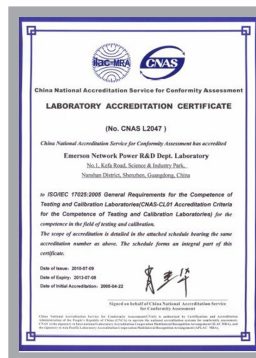 ilac-MRA
CNAS
China National Accreditation Service for Conformity Assessment
LABORATORY ACCREDITATION CERTIFICATE
(No. CNAS L2047 )
China National Accreditation Service for Conformity Assessment has accredited
Emerson Network Power R&D Dept. Laboratory
No.1, Kefa Road, Science & Industry Park,
Nanshan District, Shenzhen, Guangdong, China
to ISO/IEC 17025:2005 General Requirements for the Competence of
Testing and Calibration Laboratories(CNAS-CL01 Accreditation Criteria
for the Competence of Testing and Calibration Laboratories) for the
competence in the field of testing and calibration.
The scope of accreditation is detailed in the attached schedule bearing the same
accreditation number as above. The schedule forms an integral part of this
certificate.
Date of Issue: 2010-07-09
Date of Expiry: 2013-07-08
Date of Initial Accreditation: 2005-04-22
Signed on behalf of China National Accreditation Service
for Conformity Assessment